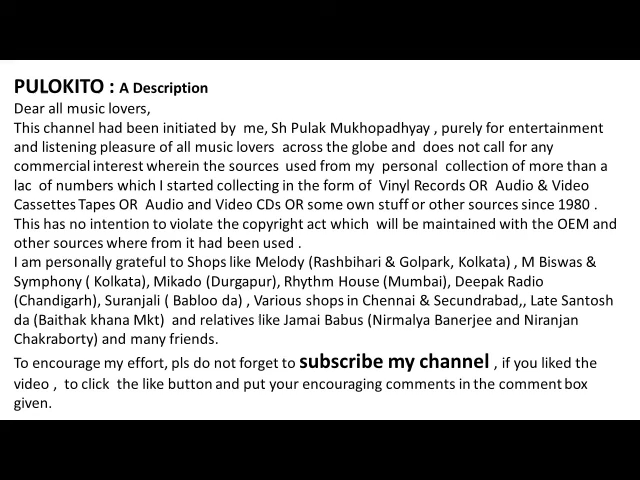 PULOKITO : A Description
Dear all music lovers,
This channel had been initiated by me, Sh Pulak Mukhopadhyay , purely for entertainment
and listening pleasure of all music lovers across the globe and does not call for any
commercial interest wherein the sources used from my personal collection of more than a
lac of numbers which I started collecting in the form of Vinyl Records OR Audio & Video
Cassettes Tapes OR Audio and Video CDs OR some own stuff or other sources since 1980 .
This has no intention to violate the copyright act which will be maintained with the OEM and
other sources where from it had been used .
I am personally grateful to Shops like Melody (Rashbihari & Golpark, Kolkata) , M Biswas &
Symphony ( Kolkata), Mikado (Durgapur), Rhythm House (Mumbai), Deepak Radio
(Chandigarh), Suranjali ( Babloo da) , Various shops in Chennai & Secundrabad,, Late Santosh
da (Baithak khana Mkt) and relatives like Jamai Babus (Nirmalya Banerjee and Niranjan
Chakraborty) and many friends.
To encourage my effort, pls do not forget to subscribe my channel , if you liked the
video , to click the like button and put your encouraging comments in the comment box
given.